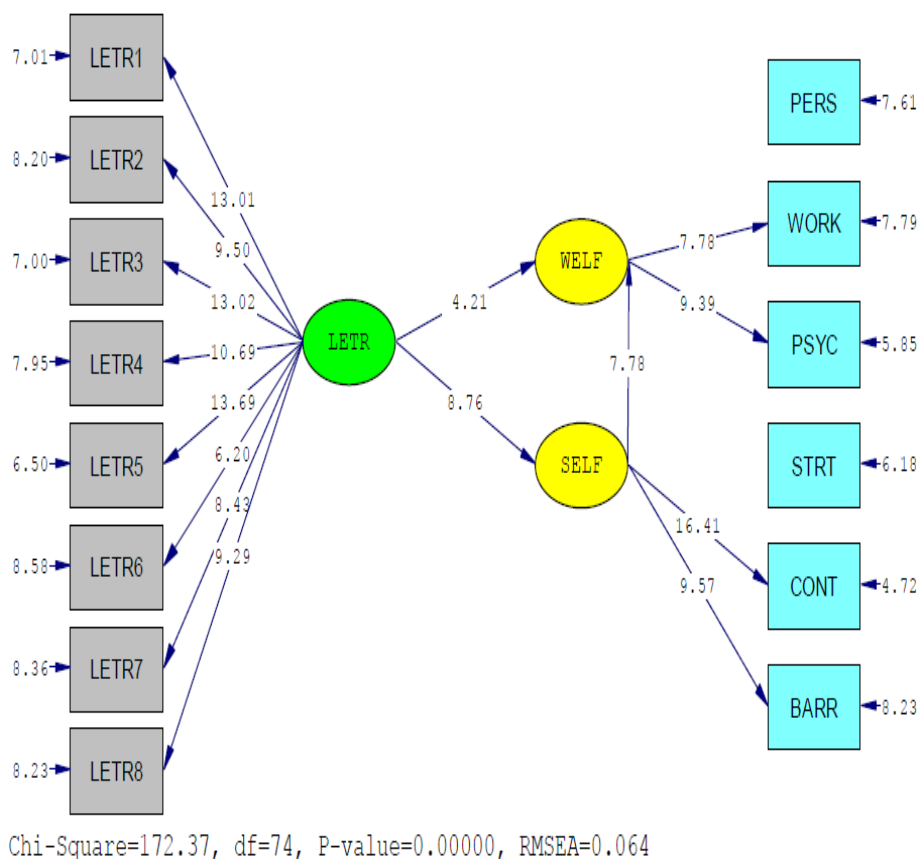 7.01 LETR1
8.20 LETR2
7.00 LETR3
7.95 LETR4
6.50 LETR5
8.58 LETR6
8.36 LETR7
8.23 LETR8
13.01
9.50
13.02
10.69
13.69
6.20
8.43
9.29
LETR
4.21
8.76
WELF
7.78
SELF
7.78
9.39
16.41
9.57
PERS 7.61
WORK 7.79
PSYC 5.85
STRT 6.18
CONT 4.72
BARR 8.23
Chi-Square=172.37, df=74, P-value=0.00000, RMSEA=0.064